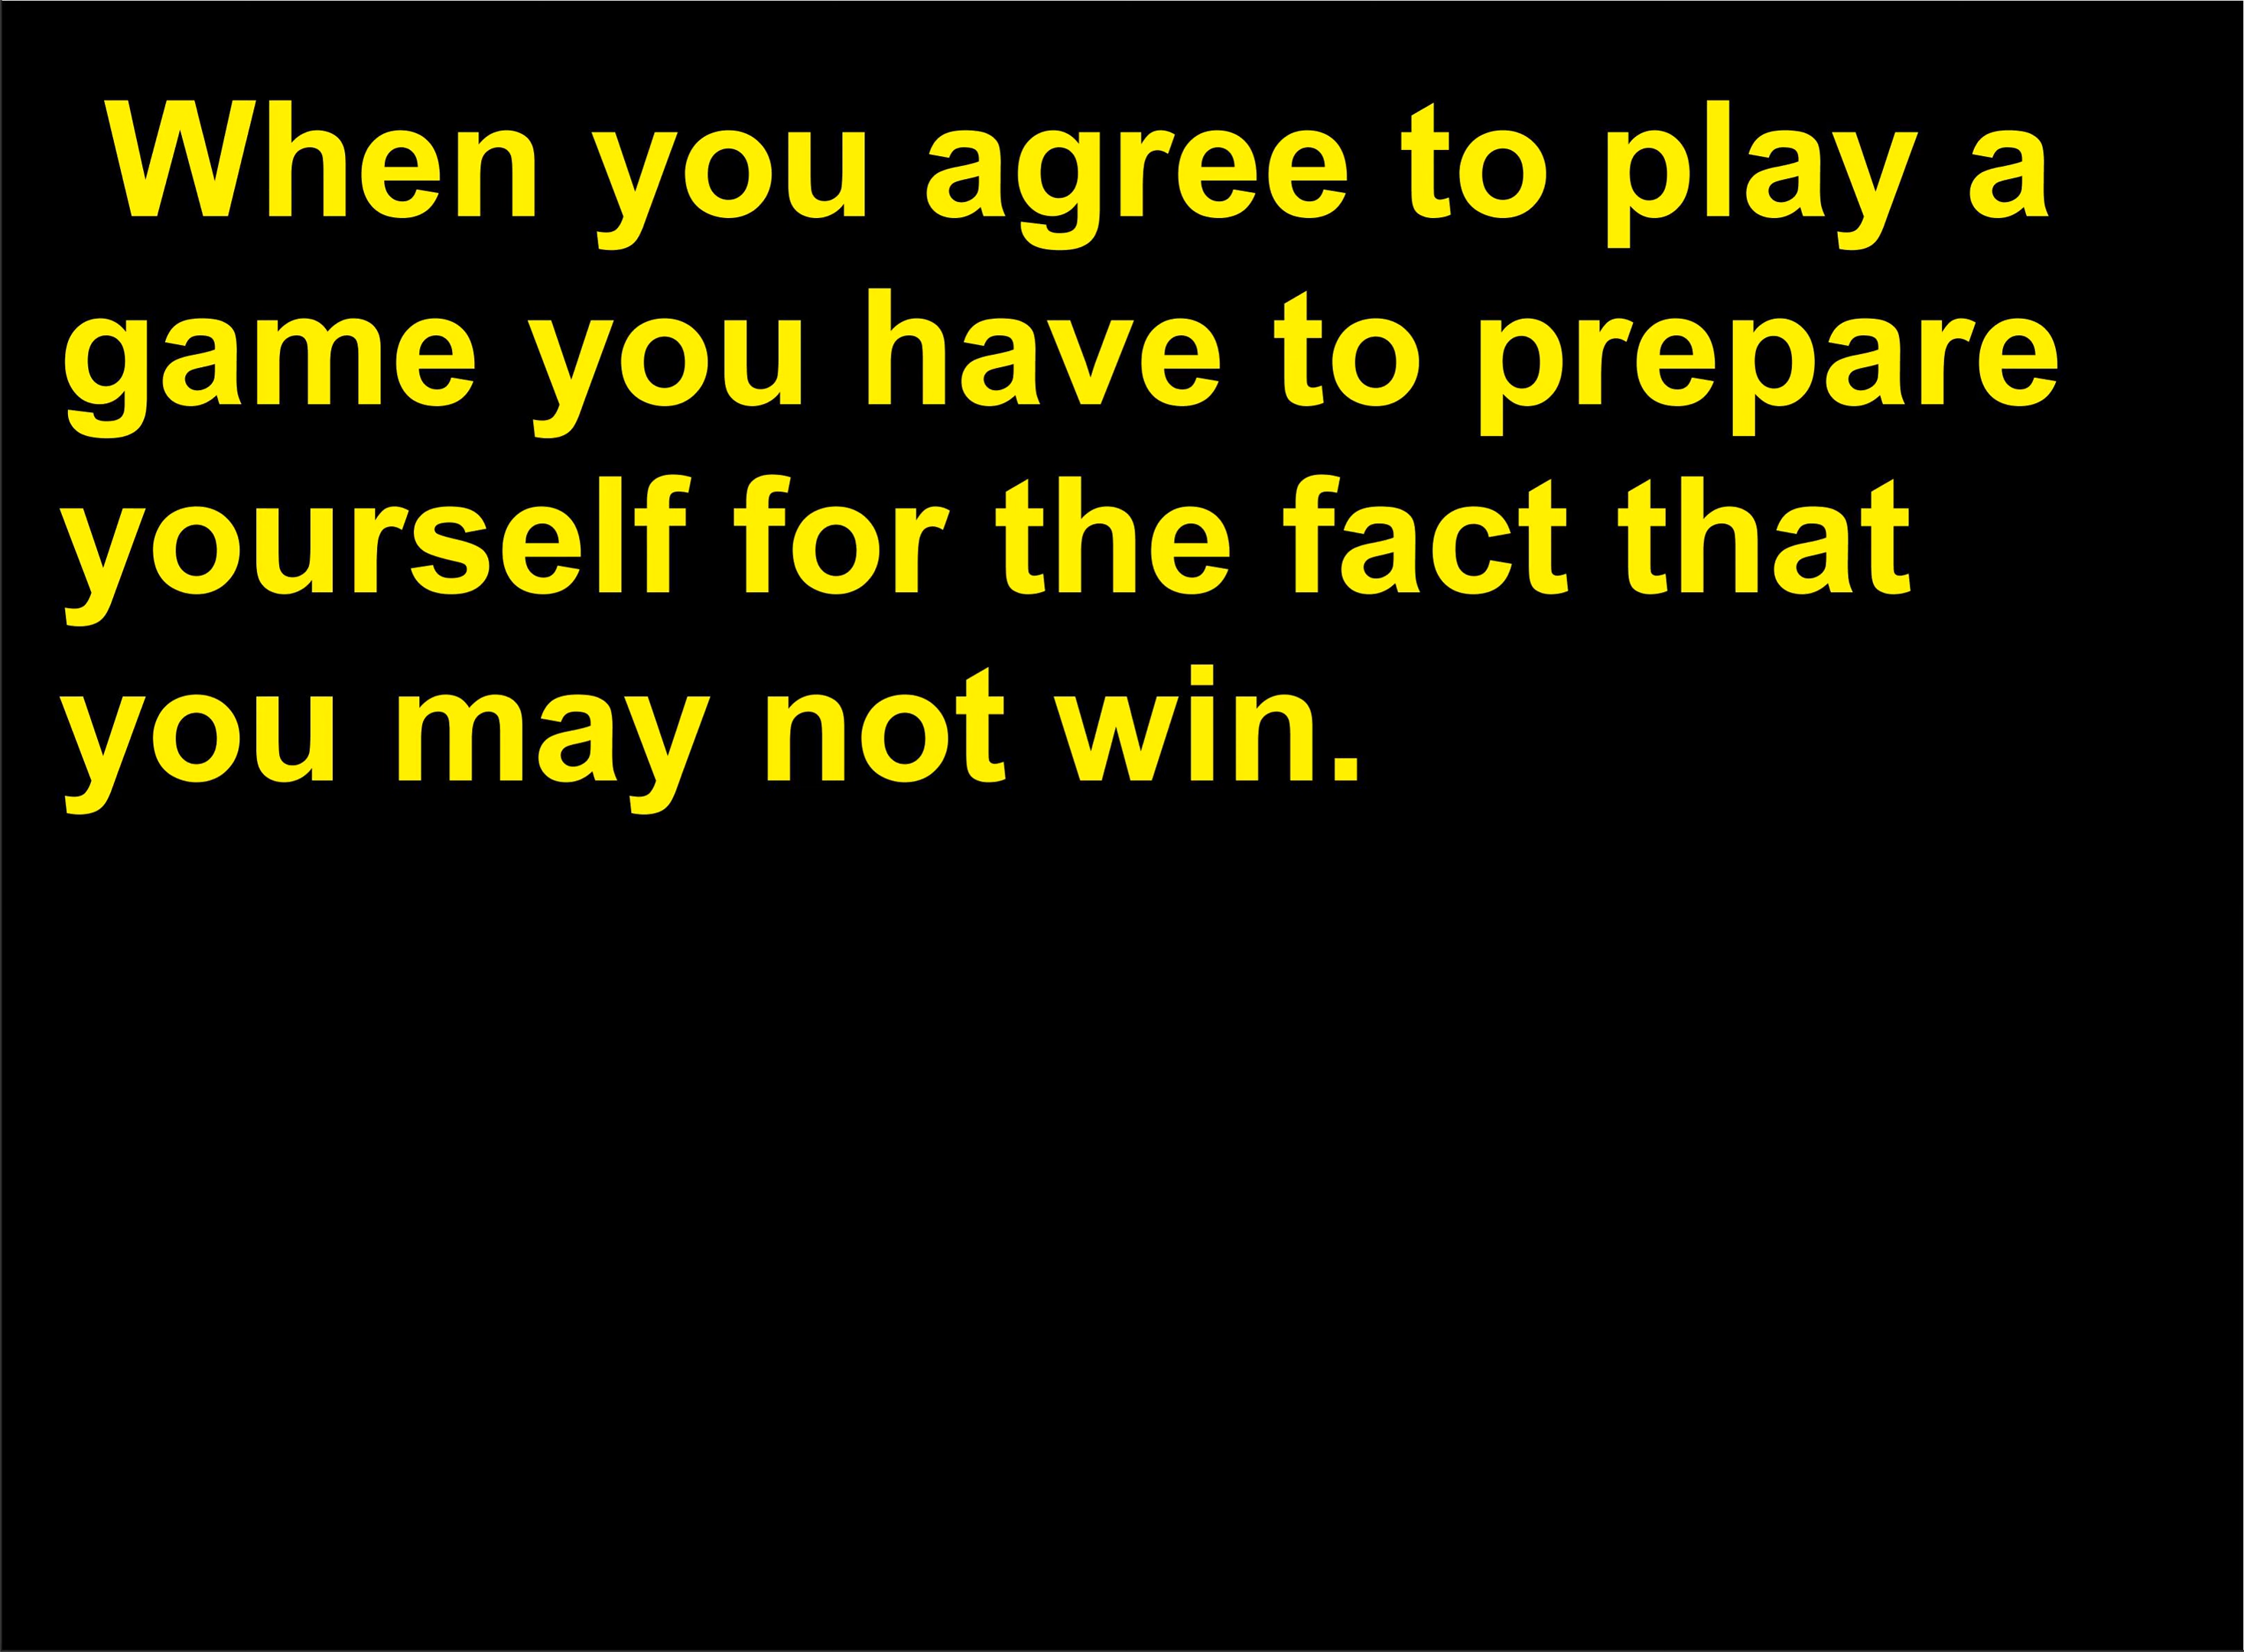 When you agree to play a
game you have to prepare
yourself for the fact that
you may not win.